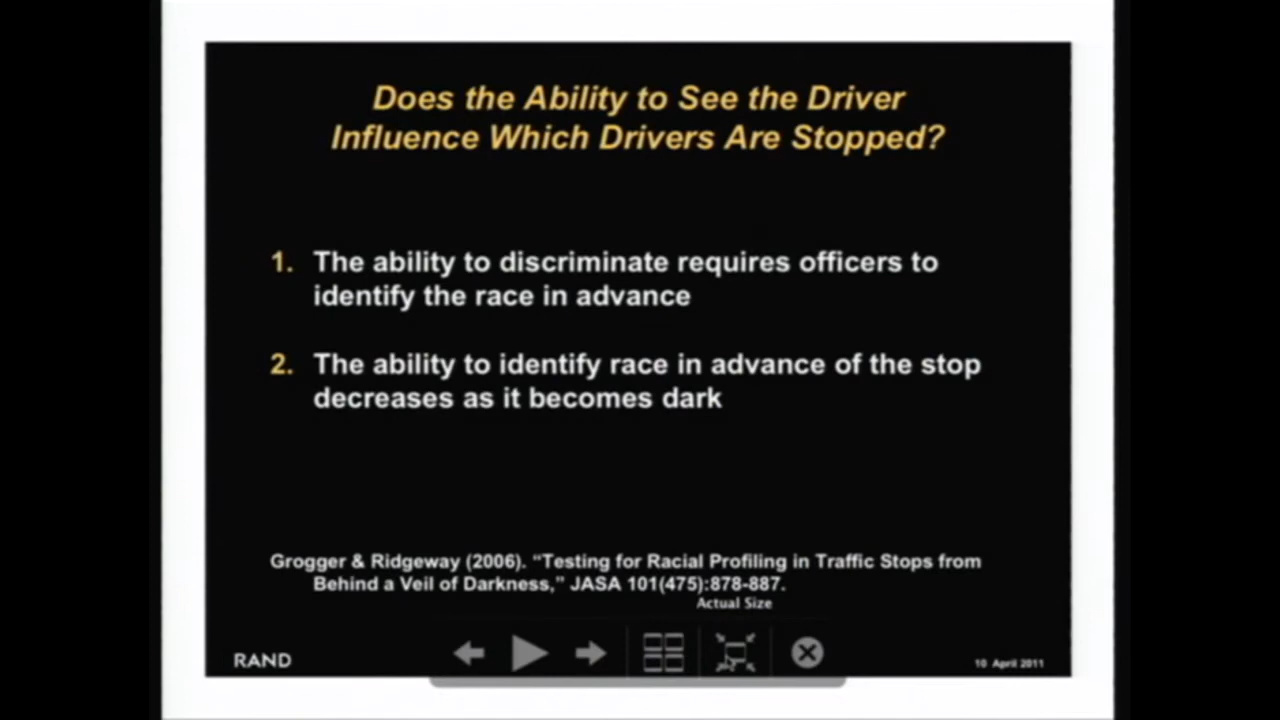 Does the Ability to See the Driver
Influence Which Drivers Are Stopped?
1. The ability to discriminate requires officers to
identify the race in advance
2. The ability to identify race in advance of the stop
decreases as it becomes dark
Grogger & Ridgeway (2006). “Testing for Racial Profiling in Traffic Stops from
Behind a Veil of Darkness,” JASA 101(475):878-887.
Actual Size
RAND
10 April 2011